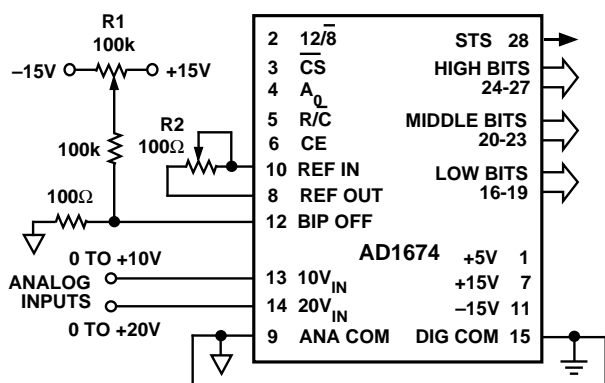 R1
100k
–15V
+15V
100k
R2
100Ω
100Ω
0 TO +10V
ANALOG
INPUTS
0 TO +20V
2 12/8̅
3 C̅S̅
4 A0
5 R/C̅
6 CE
10 REF IN
8 REF OUT
12 BIP OFF
13 10VIN
14 20VIN
9 ANA COM
STS 28
HIGH BITS
24-27
MIDDLE BITS
20-23
LOW BITS
16-19
AD1674
+5V 1
+15V 7
–15V 11
DIG COM 15